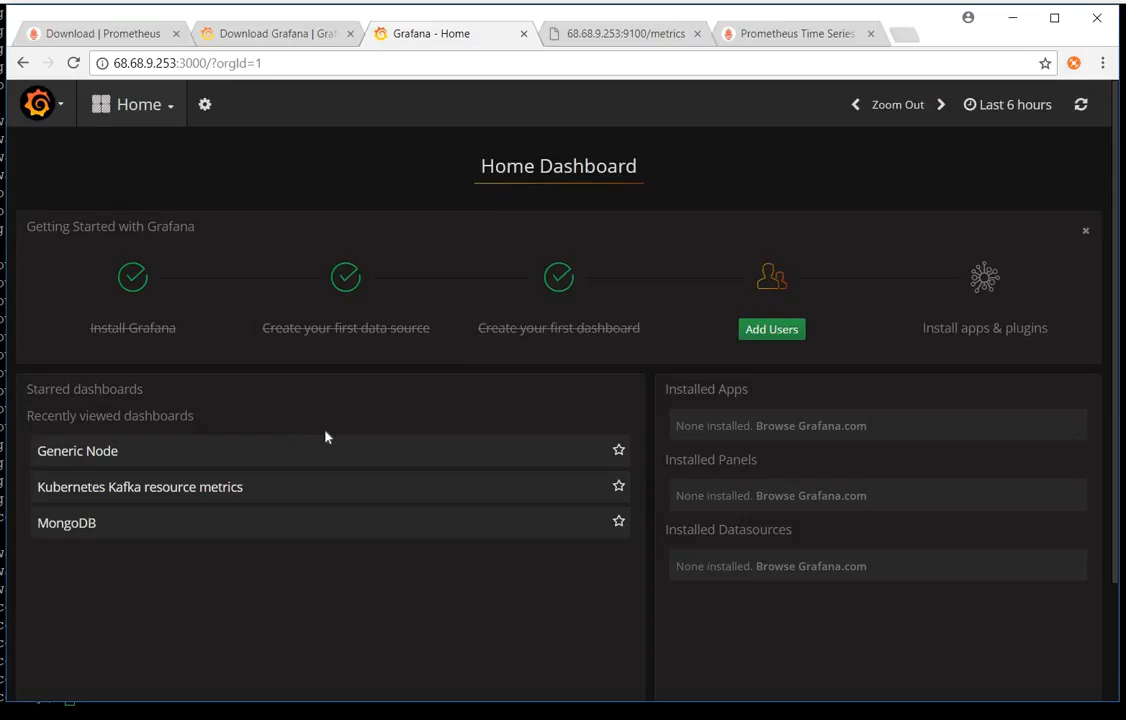 Download | Prometheus
Download Grafana | Graf
Grafana - Home
68.68.9.253:9100/metrics
Prometheus Time Series
68.68.9.253:3000/?orgId=1
Home
Zoom Out
Last 6 hours
Home Dashboard
Getting Started with Grafana
Install Grafana
Create your first data source
Create your first dashboard
Add Users
Install apps & plugins
Starred dashboards
Recently viewed dashboards
Generic Node
Kubernetes Kafka resource metrics
MongoDB
Installed Apps
None installed. Browse Grafana.com
Installed Panels
None installed. Browse Grafana.com
Installed Datasources
None installed. Browse Grafana.com